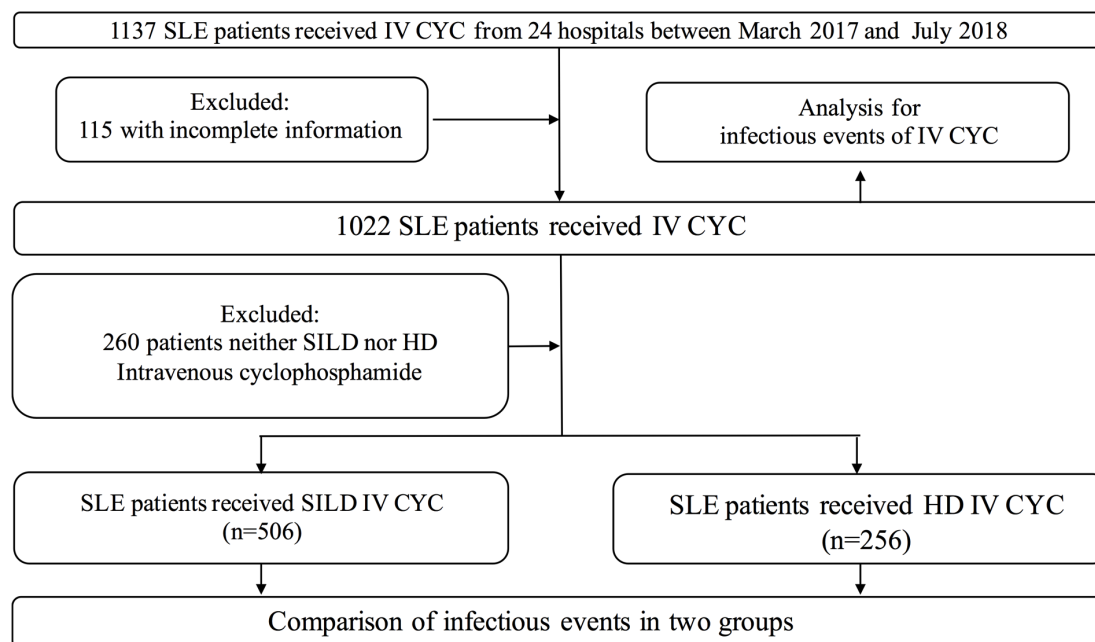 1137 SLE patients received IV CYC from 24 hospitals between March 2017 and July 2018
Excluded:
115 with incomplete information
Analysis for
infectious events of IV CYC
1022 SLE patients received IV CYC
Excluded:
260 patients neither SILD nor HD
Intravenous cyclophosphamide
SLE patients received SILD IV CYC
(n=506)
SLE patients received HD IV CYC
(n=256)
Comparison of infectious events in two groups